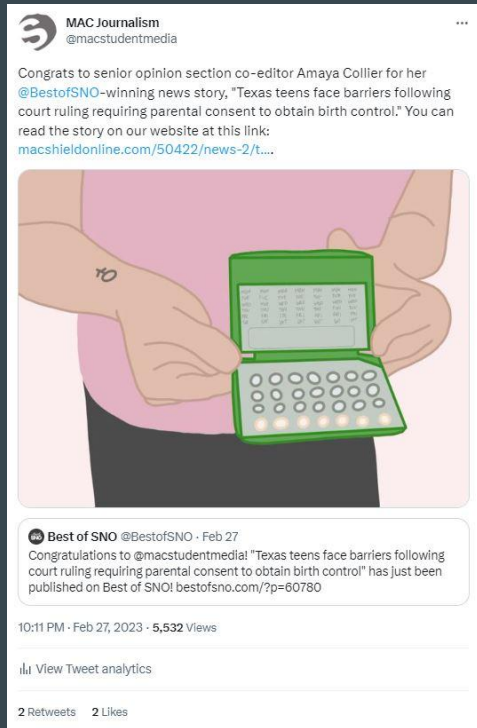 MAC Journalism
@macstudentmedia
Congrats to senior opinion section co-editor Amaya Collier for her
@BestofSNO-winning news story, "Texas teens face barriers following
court ruling requiring parental consent to obtain birth control." You can
read the story on our website at this link:
macshieldonline.com/50422/news-2/t....
Best of SNO @BestofSNO · Feb 27
Congratulations to @macstudentmedia! "Texas teens face barriers following
court ruling requiring parental consent to obtain birth control" has just been
published on Best of SNO! bestofsno.com/?p=60780
10:11 PM · Feb 27, 2023 · 5,532 Views
View Tweet analytics
2 Retweets 2 Likes